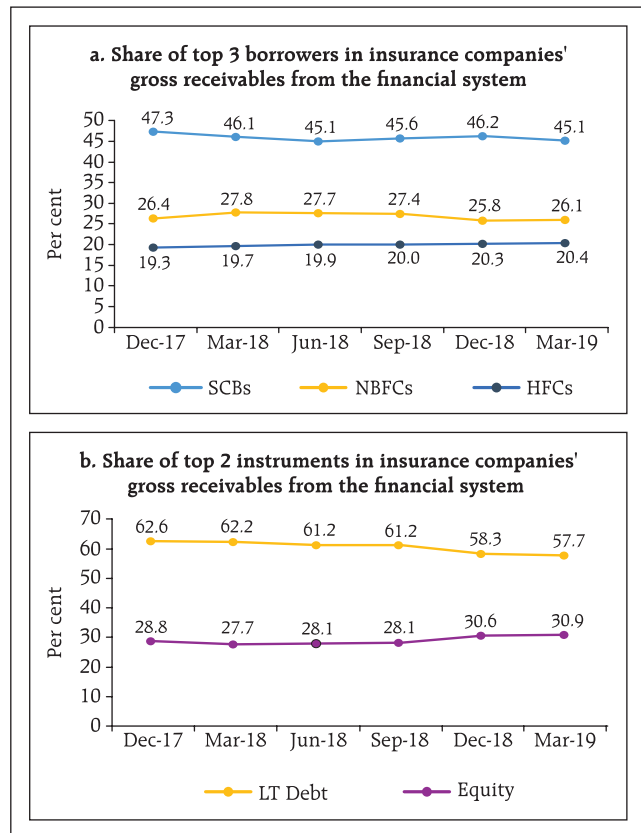 a. Share of top 3 borrowers in insurance companies'
gross receivables from the financial system
Per cent
50
45
40
35
30
25
20
15
10
5
0
47.3 46.1 45.1 45.6 46.2 45.1
26.4 27.8 27.7 27.4 25.8 26.1
19.3 19.7 19.9 20.0 20.3 20.4
Dec-17 Mar-18 Jun-18 Sep-18 Dec-18 Mar-19
SCBs NBFCs HFCs
b. Share of top 2 instruments in insurance companies'
gross receivables from the financial system
Per cent
70
60
50
40
30
20
10
0
62.6 62.2 61.2 61.2 58.3 57.7
28.8 27.7 28.1 28.1 30.6 30.9
Dec-17 Mar-18 Jun-18 Sep-18 Dec-18 Mar-19
LT Debt Equity